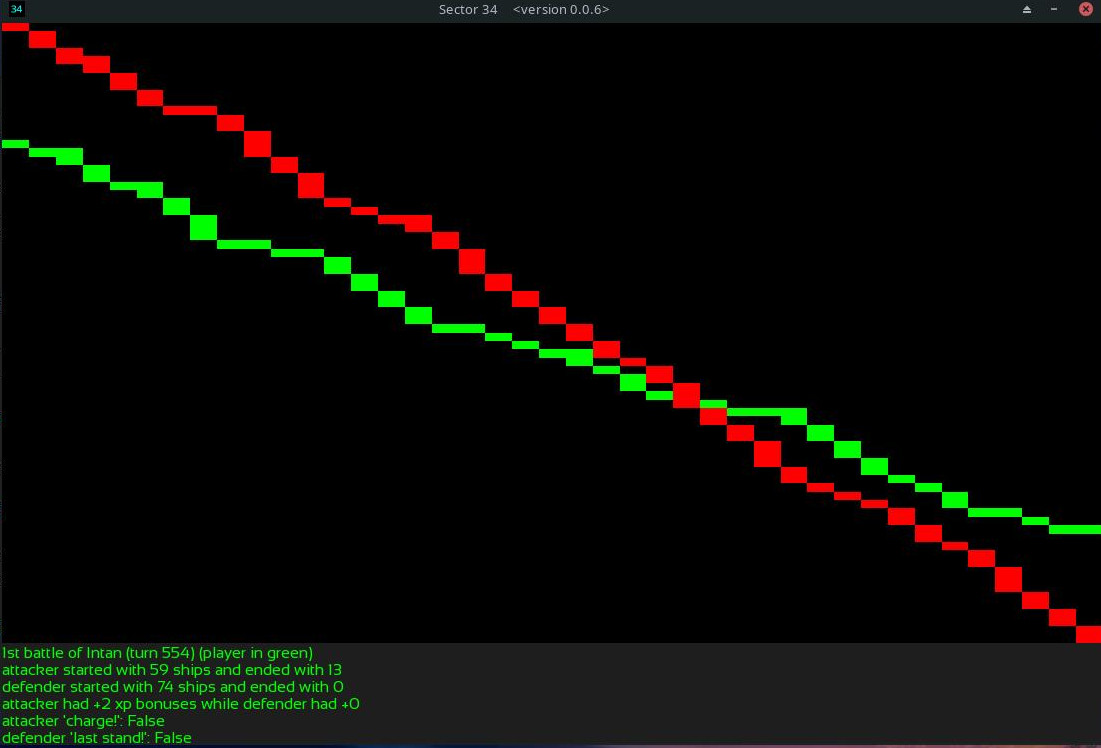 34
Sector 34 <version 0.0.6>
1st battle of Intan (turn 554) (player in green)
attacker started with 59 ships and ended with 13
defender started with 74 ships and ended with 0
attacker had +2 xp bonuses while defender had +0
attacker 'charge!': False
defender 'last stand!': False